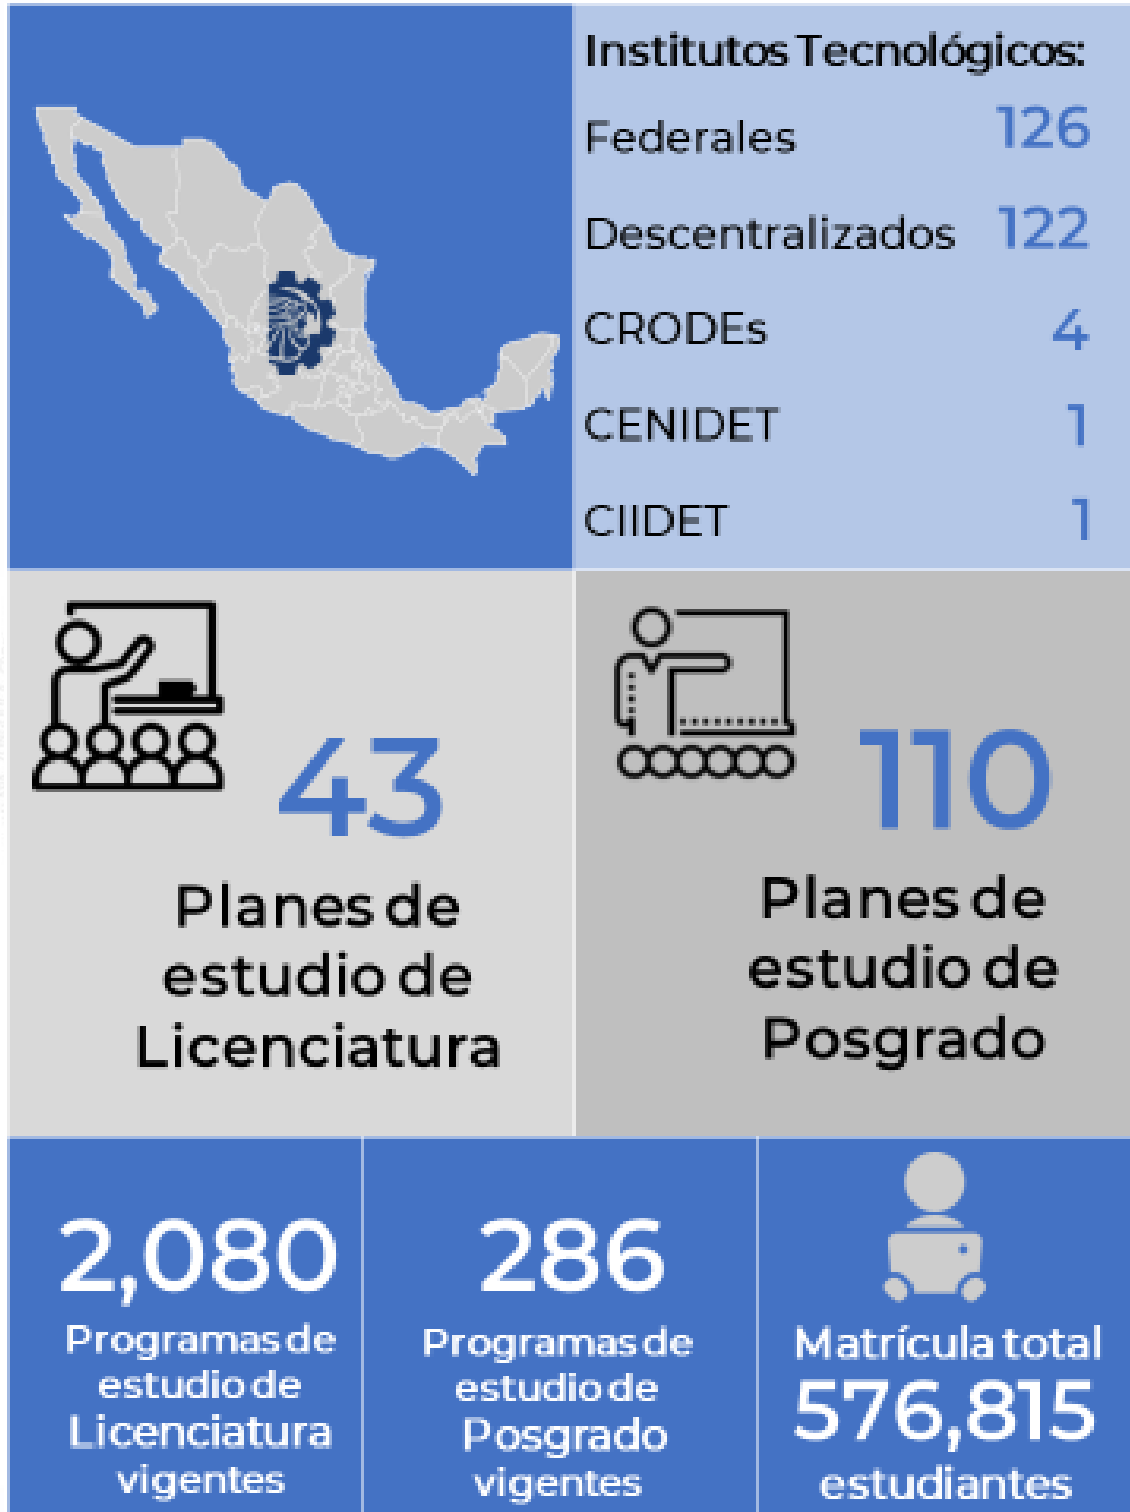 Institutos Tecnológicos:
Federales 126
Descentralizados 122
CRODEs 4
CENIDET 1
CIIDET 1
43
Planes de
estudio de
Licenciatura
110
Planes de
estudio de
Posgrado
2,080
Programas de
estudio de
Licenciatura
vigentes
286
Programas de
estudio de
Posgrado
vigentes
Matrícula total
576,815
estudiantes